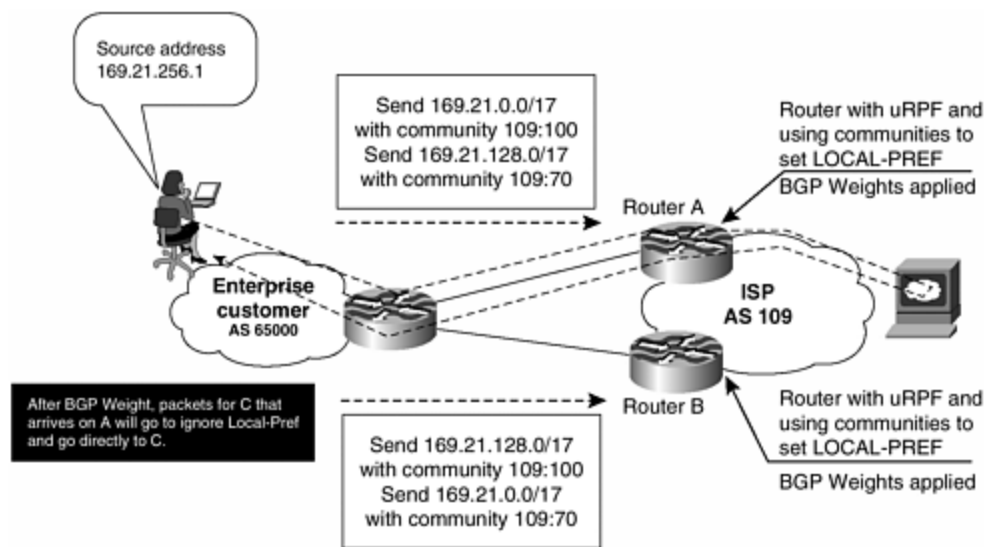 Source address
169.21.256.1
Send 169.21.0.0/17
with community 109:100
Send 169.21.128.0/17
with community 109:70
Router with uRPF and
using communities to
set LOCAL-PREF
BGP Weights applied
Router A
Enterprise
customer
AS 65000
ISP
AS 109
Router B
After BGP Weight, packets for C that
arrives on A will go to ignore Local-Pref
and go directly to C.
Send 169.21.128.0/17
with community 109:100
Send 169.21.0.0/17
with community 109:70
Router with uRPF and
using communities to
set LOCAL-PREF
BGP Weights applied